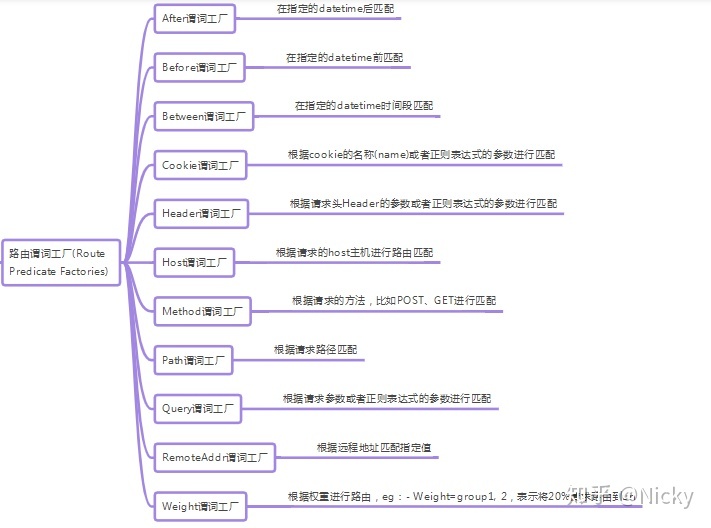 After谓词工厂
在指定的datetime后匹配
Before谓词工厂
在指定的datetime前匹配
Between谓词工厂
在指定的datetime时间段匹配
Cookie谓词工厂
根据cookie的名称(name)或者正则表达式的参数进行匹配
Header谓词工厂
根据请求头Header的参数或者正则表达式的参数进行匹配
路由谓词工厂(Route
Predicate Factories)
Host谓词工厂
根据请求的host主机进行路由匹配
Method谓词工厂
根据请求的方法，比如POST、GET进行匹配
Path谓词工厂
根据请求路径匹配
Query谓词工厂
根据请求参数或者正则表达式的参数进行匹配
RemoteAddr谓词工厂
根据远程地址匹配指定值
Weight谓词工厂
根据权重进行路由，eg：- Weight=group1, 2，表示将20%
知乎 @Nicky